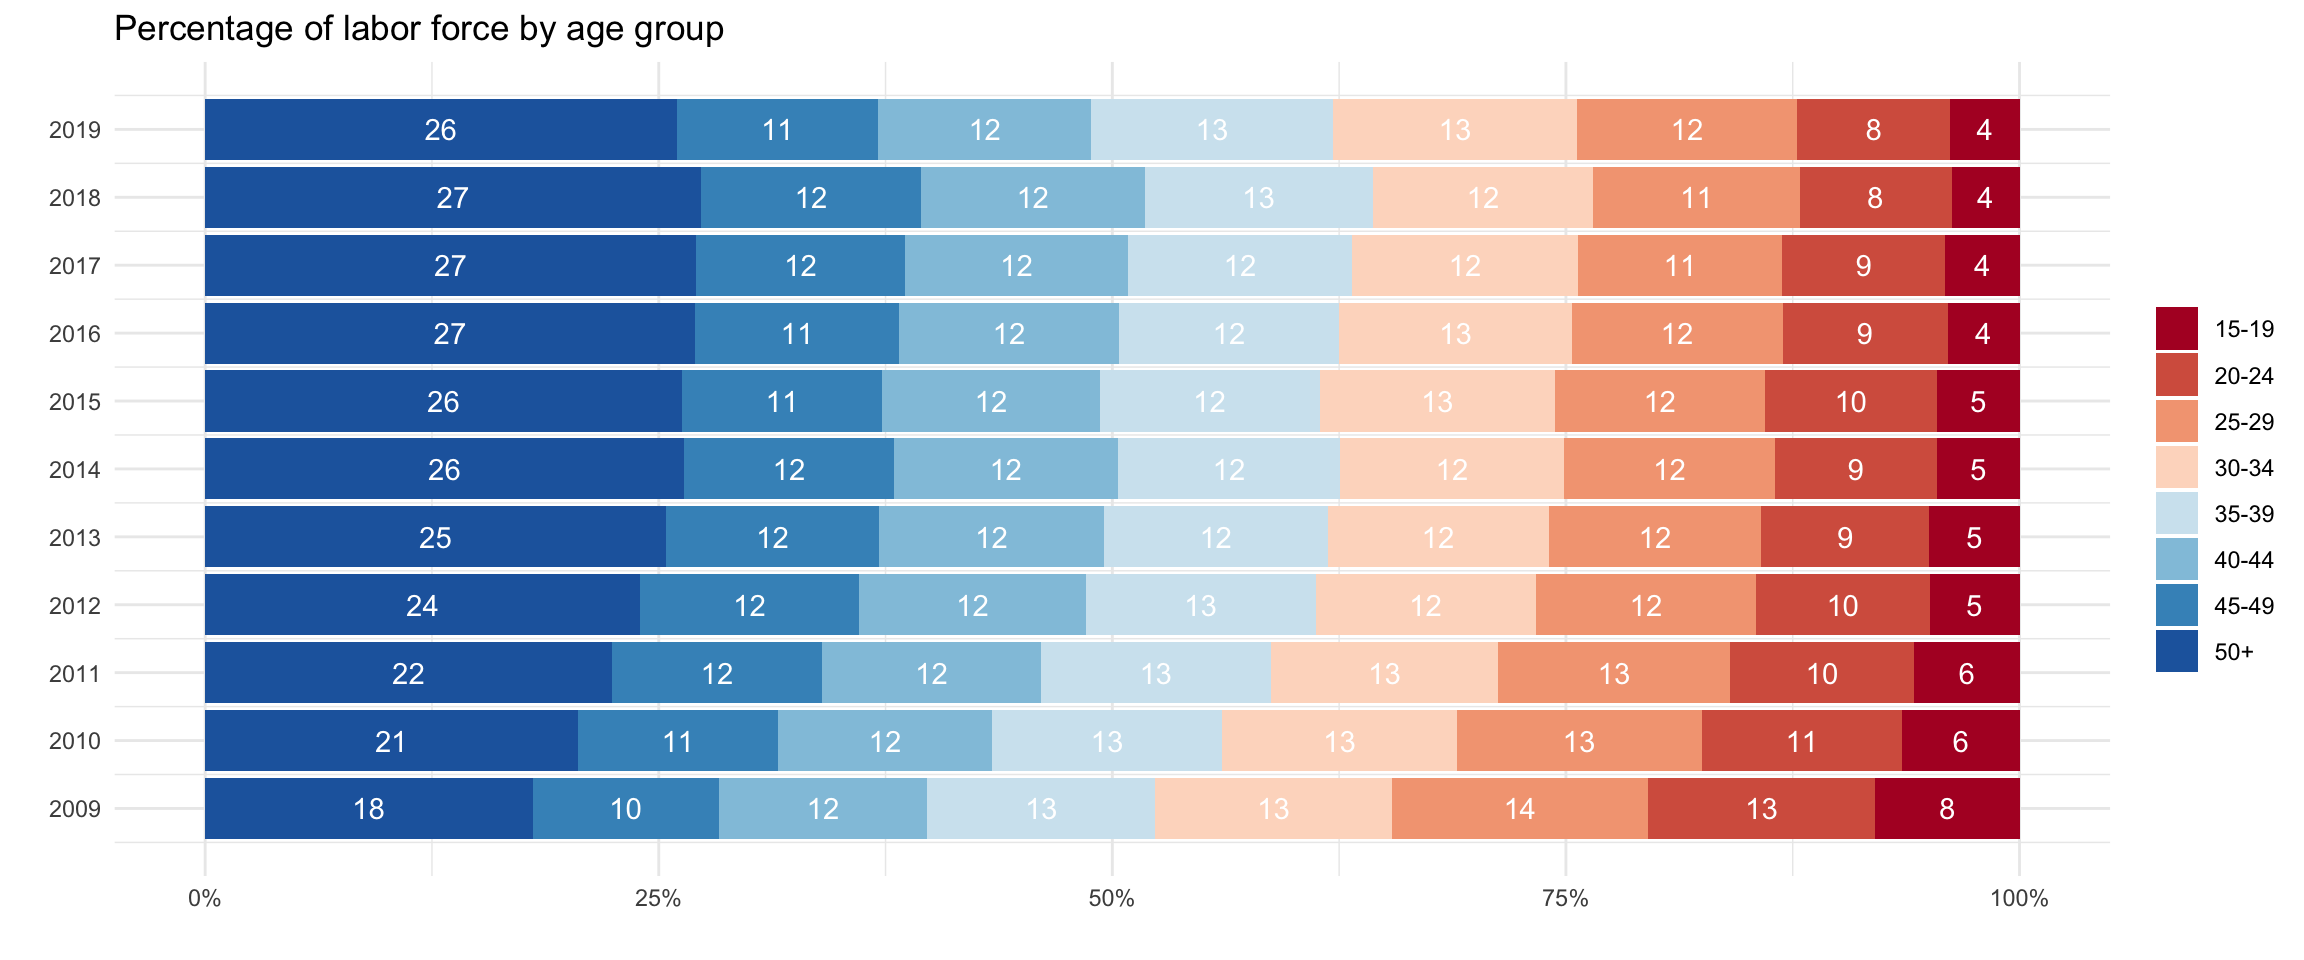 Percentage of labor force by age group
2019 26 11 12 13 13 12 8 4
2018 27 12 12 13 12 11 8 4
2017 27 12 12 12 12 11 9 4
2016 27 11 12 12 13 12 9 4
2015 26 11 12 12 13 12 10 5
2014 26 12 12 12 12 12 9 5
2013 25 12 12 12 12 12 9 5
2012 24 12 12 13 12 12 10 5
2011 22 12 12 13 13 13 10 6
2010 21 11 12 13 13 13 11 6
2009 18 10 12 13 13 14 13 8
0% 25% 50% 75% 100%
15-19
20-24
25-29
30-34
35-39
40-44
45-49
50+